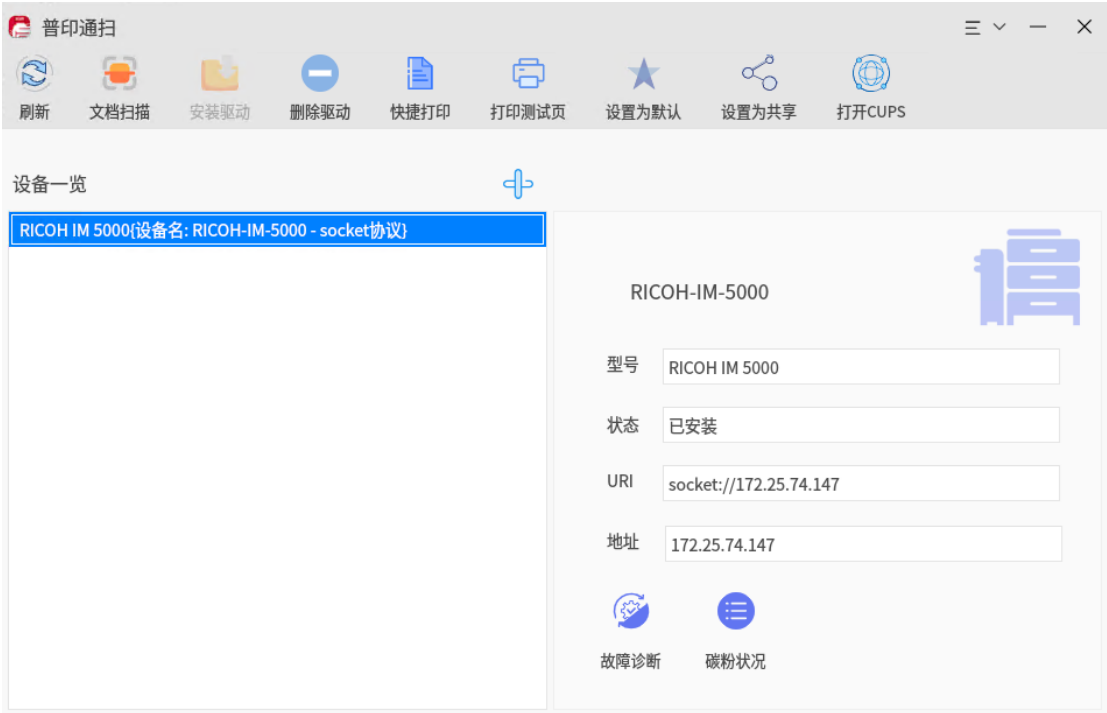 普印通扫
刷新 文档扫描 安装驱动 删除驱动 快捷打印 打印测试页 设置为默认 设置为共享 打开CUPS
设备一览
RICOH IM 5000{设备名: RICOH-IM-5000 - socket协议}
RICOH-IM-5000
型号 RICOH IM 5000
状态 已安装
URI socket://172.25.74.147
地址 172.25.74.147
故障诊断 碳粉状况